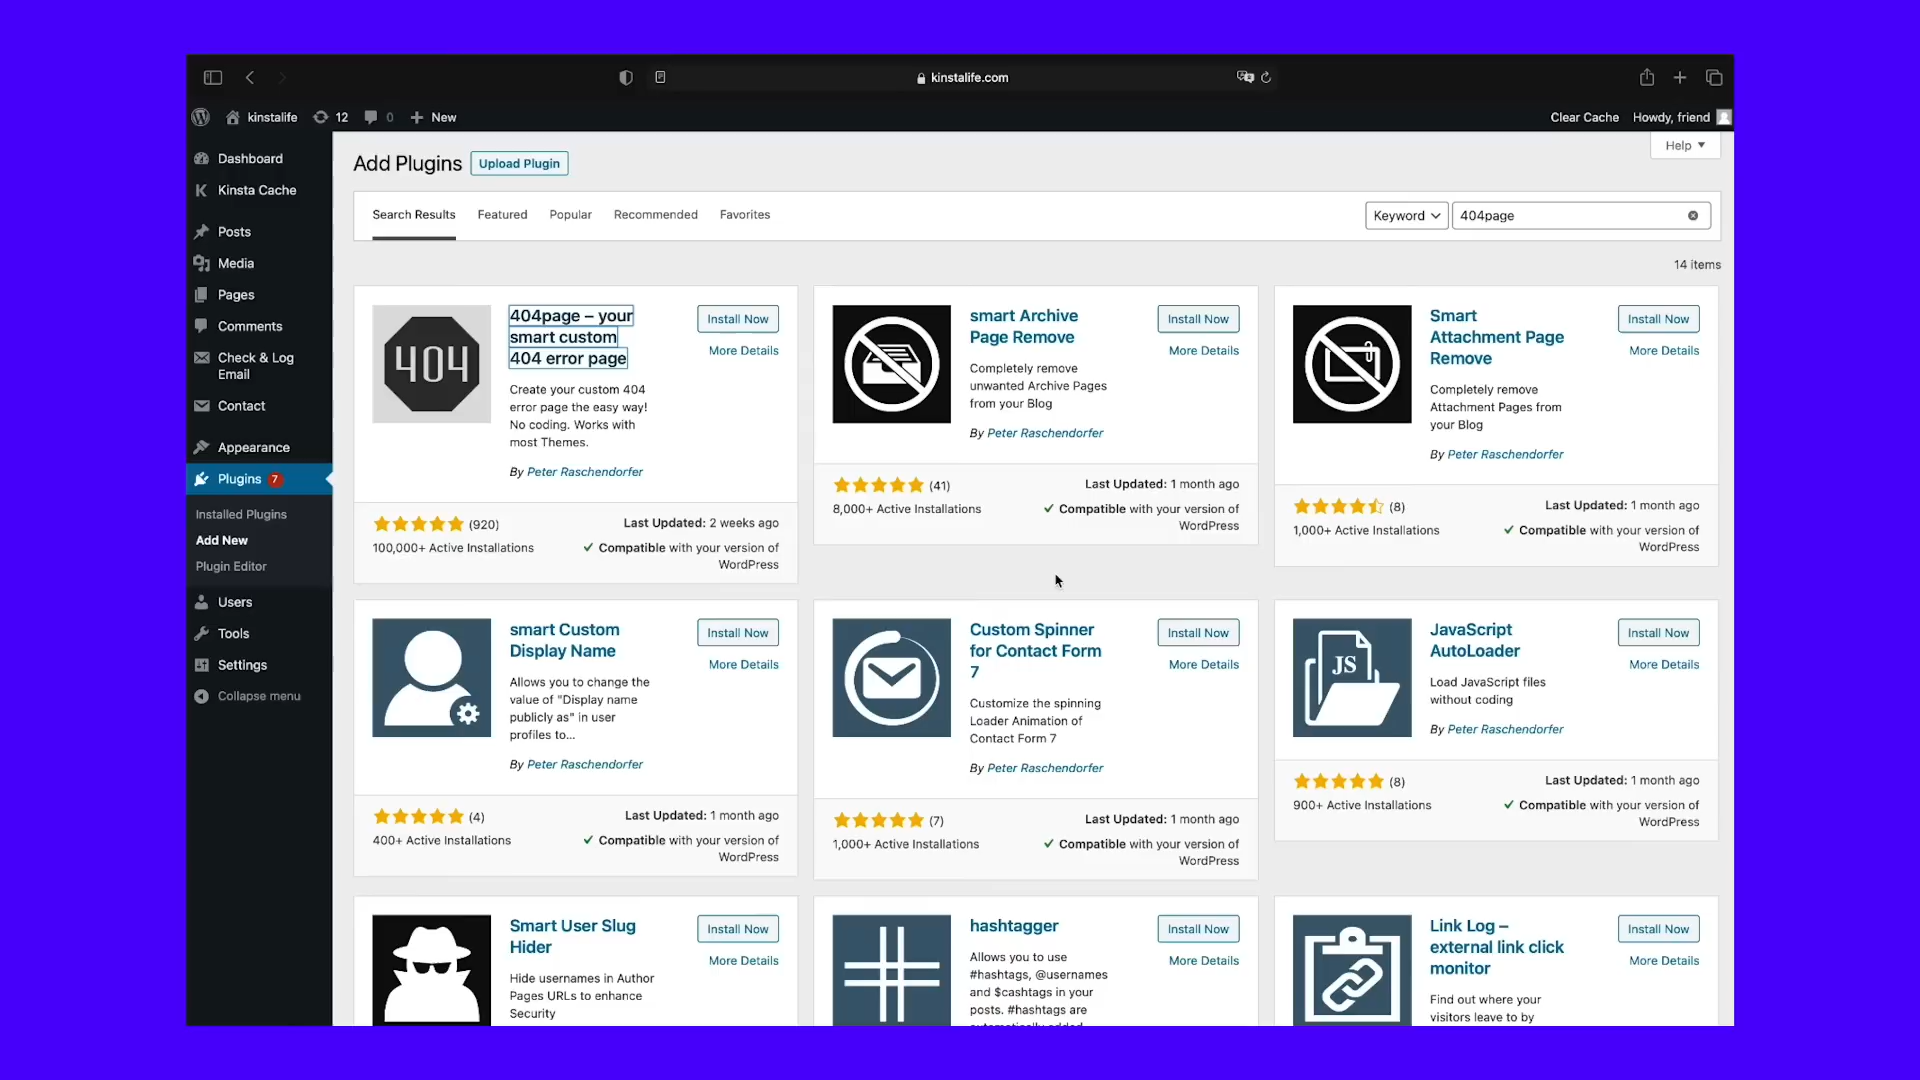 kinstalife.com
kinstalife
12
0
New
Clear Cache
Howdy, friend
Dashboard
Kinsta Cache
Posts
Media
Pages
Comments
Check & Log
Email
Contact
Appearance
Plugins 7
Installed Plugins
Add New
Plugin Editor
Users
Tools
Settings
Collapse menu
Add Plugins
Upload Plugin
Help
Search Results
Featured
Popular
Recommended
Favorites
Keyword
404page
14 items
404
404page – your
smart custom
404 error page
Install Now
More Details
Create your custom 404
error page the easy way!
No coding. Works with
most Themes.
By Peter Raschendorfer
(920)
100,000+ Active Installations
Last Updated: 2 weeks ago
Compatible with your version of
WordPress
smart Archive
Page Remove
Install Now
More Details
Completely remove
unwanted Archive Pages
from your Blog
By Peter Raschendorfer
(41)
8,000+ Active Installations
Last Updated: 1 month ago
Compatible with your version of
WordPress
Smart
Attachment Page
Remove
Install Now
More Details
Completely remove
Attachment Pages from
your Blog
By Peter Raschendorfer
(8)
1,000+ Active Installations
Last Updated: 1 month ago
Compatible with your version of
WordPress
smart Custom
Display Name
Install Now
More Details
Allows you to change the
value of "Display name
publicly as" in user
profiles to...
By Peter Raschendorfer
(4)
400+ Active Installations
Last Updated: 1 month ago
Compatible with your version of
WordPress
Custom Spinner
for Contact Form
7
Install Now
More Details
Customize the spinning
Loader Animation of
Contact Form 7
By Peter Raschendorfer
(7)
1,000+ Active Installations
Last Updated: 1 month ago
Compatible with your version of
WordPress
JS
JavaScript
AutoLoader
Install Now
More Details
Load JavaScript files
without coding
By Peter Raschendorfer
(8)
900+ Active Installations
Last Updated: 1 month ago
Compatible with your version of
WordPress
Smart User Slug
Hider
Install Now
More Details
Hide usernames in Author
Pages URLs to enhance
Security
hashtagger
Install Now
More Details
Allows you to use
#hashtags, @usernames
and $cashtags in your
posts. #hashtags are
Link Log –
external link click
monitor
Install Now
More Details
Find out where your
visitors leave to by